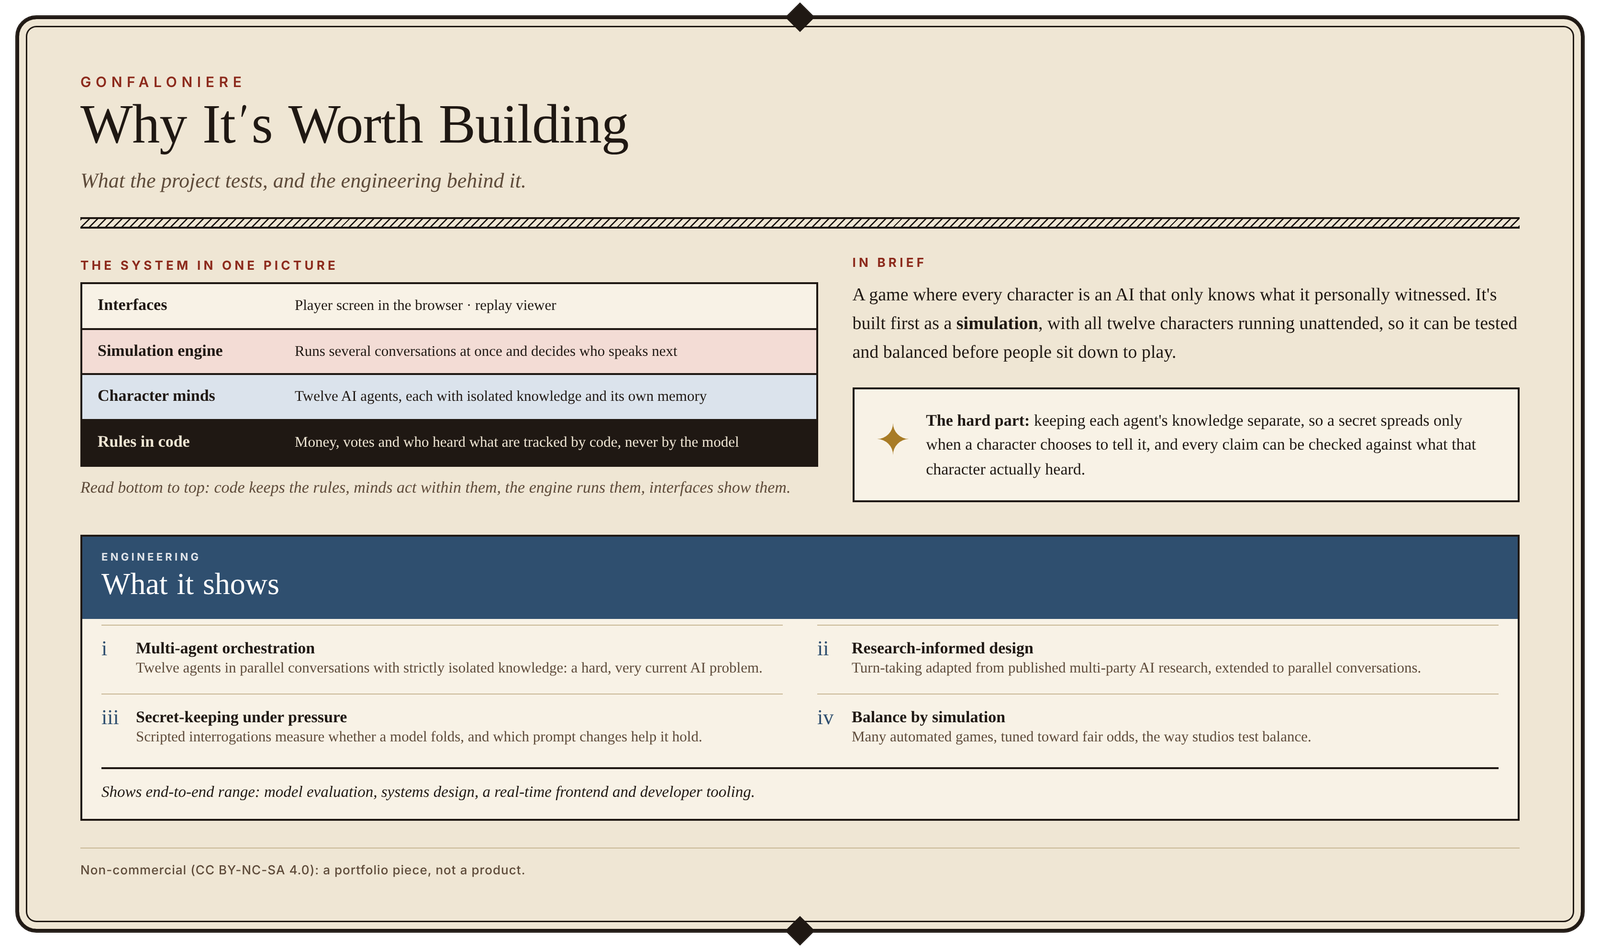 GONFALONIERE
Why It's Worth Building
What the project tests, and the engineering behind it.
THE SYSTEM IN ONE PICTURE
Interfaces Player screen in the browser · replay viewer
Simulation engine Runs several conversations at once and decides who speaks next
Character minds Twelve AI agents, each with isolated knowledge and its own memory
Rules in code Money, votes and who heard what are tracked by code, never by the model
Read bottom to top: code keeps the rules, minds act within them, the engine runs them, interfaces show them.
IN BRIEF
A game where every character is an AI that only knows what it personally witnessed. It's
built first as a simulation, with all twelve characters running unattended, so it can be tested
and balanced before people sit down to play.
The hard part: keeping each agent's knowledge separate, so a secret spreads only
when a character chooses to tell it, and every claim can be checked against what that
character actually heard.
ENGINEERING
What it shows
i Multi-agent orchestration
Twelve agents in parallel conversations with strictly isolated knowledge: a hard, very current AI problem.
ii Research-informed design
Turn-taking adapted from published multi-party AI research, extended to parallel conversations.
iii Secret-keeping under pressure
Scripted interrogations measure whether a model folds, and which prompt changes help it hold.
iv Balance by simulation
Many automated games, tuned toward fair odds, the way studios test balance.
Shows end-to-end range: model evaluation, systems design, a real-time frontend and developer tooling.
Non-commercial (CC BY-NC-SA 4.0): a portfolio piece, not a product.